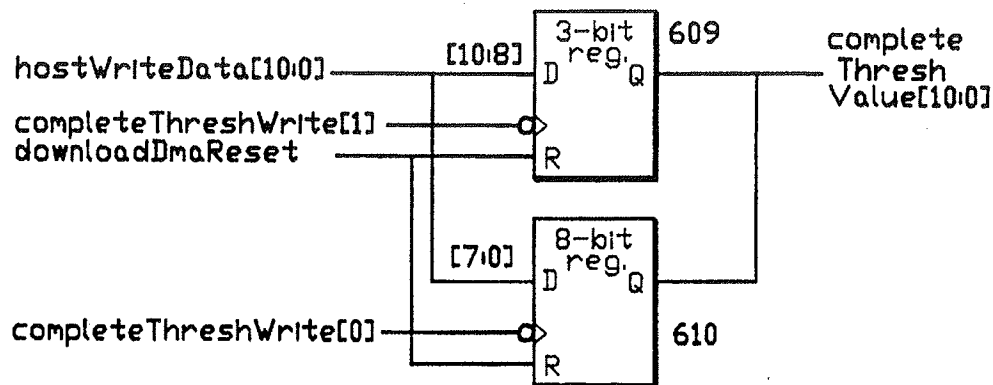 3-bit
reg.
609
complete
Thresh
Value[10:0]
hostWriteData[10:0]
[10:8]
D
Q
completeThreshWrite[1]
downloadDmaReset
R
8-bit
reg.
[7:0]
D
Q
completeThreshWrite[0]
610
R